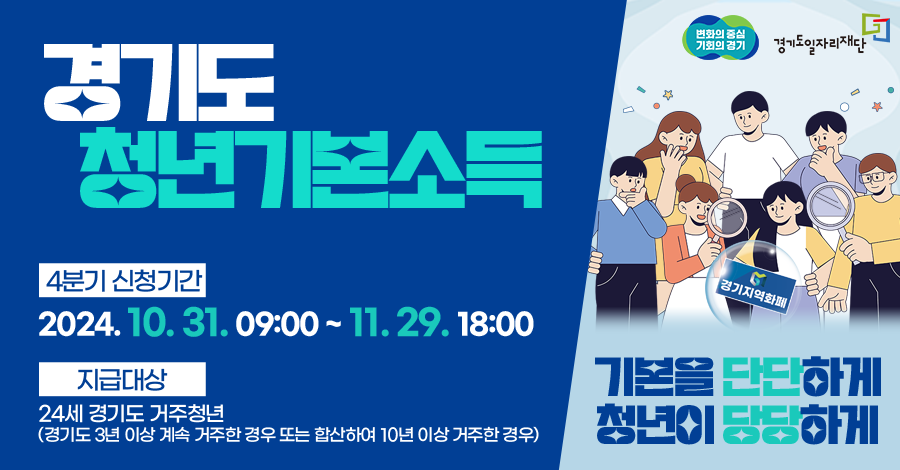 경기도
청년기본소득
4분기 신청기간
2024. 10. 31. 09:00 ~ 11. 29. 18:00
지급대상
24세 경기도 거주청년
(경기도 3년 이상 계속 거주한 경우 또는 합산하여 10년 이상 거주한 경우)
변화의 중심
기회의 경기
경기도일자리재단
경기지역화폐
기본을 단단하게
청년이 당당하게